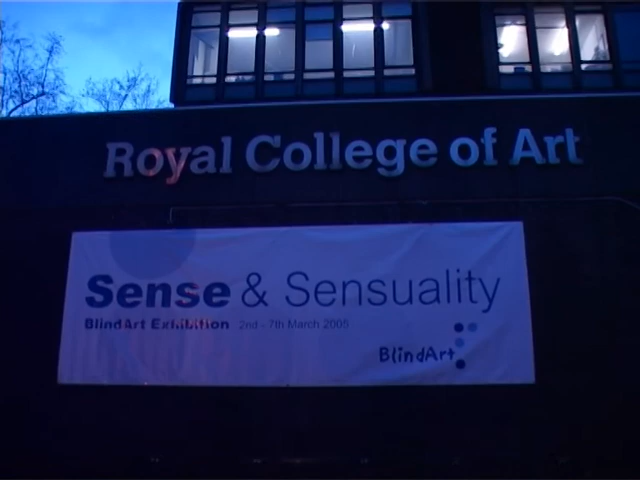 Royal College of Art
Sense & Sensuality
BlindArt Exhibition 2nd - 7th March 2005
BlindArt